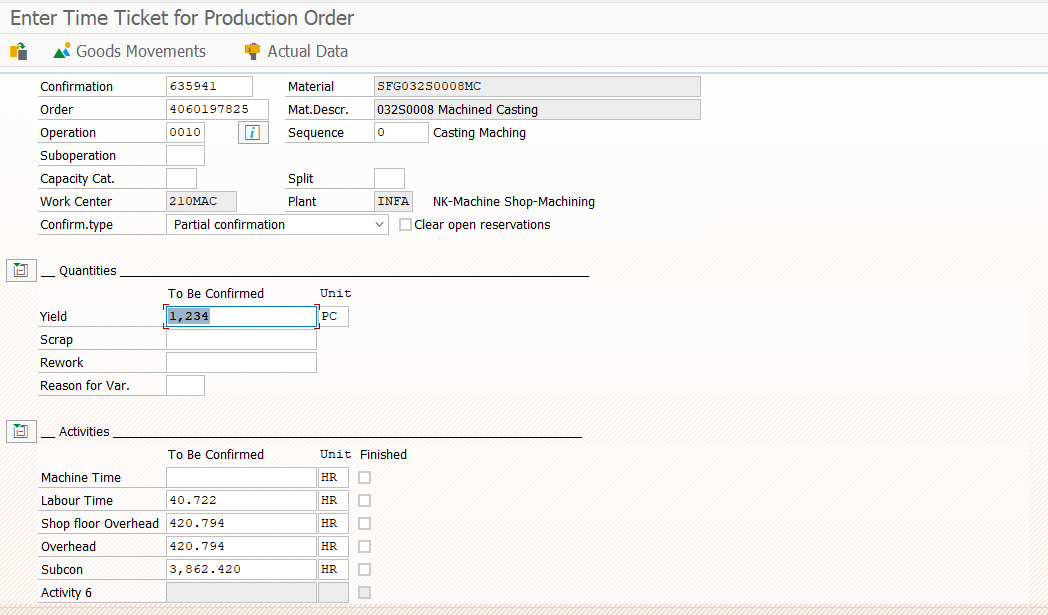 Enter Time Ticket for Production Order
Goods Movements Actual Data
Confirmation 635941 Material SFG032S0008MC
Order 4060197825 Mat.Descr. 032S0008 Machined Casting
Operation 0010 i Sequence 0 Casting Maching
Suboperation
Capacity Cat. Split
Work Center 210MAC Plant INFA NK-Machine Shop-Machining
Confirm.type Partial confirmation Clear open reservations
Quantities
To Be Confirmed Unit
Yield 1,234 PC
Scrap
Rework
Reason for Var.
Activities
To Be Confirmed Unit Finished
Machine Time HR
Labour Time 40.722 HR
Shop floor Overhead 420.794 HR
Overhead 420.794 HR
Subcon 3,862.420 HR
Activity 6